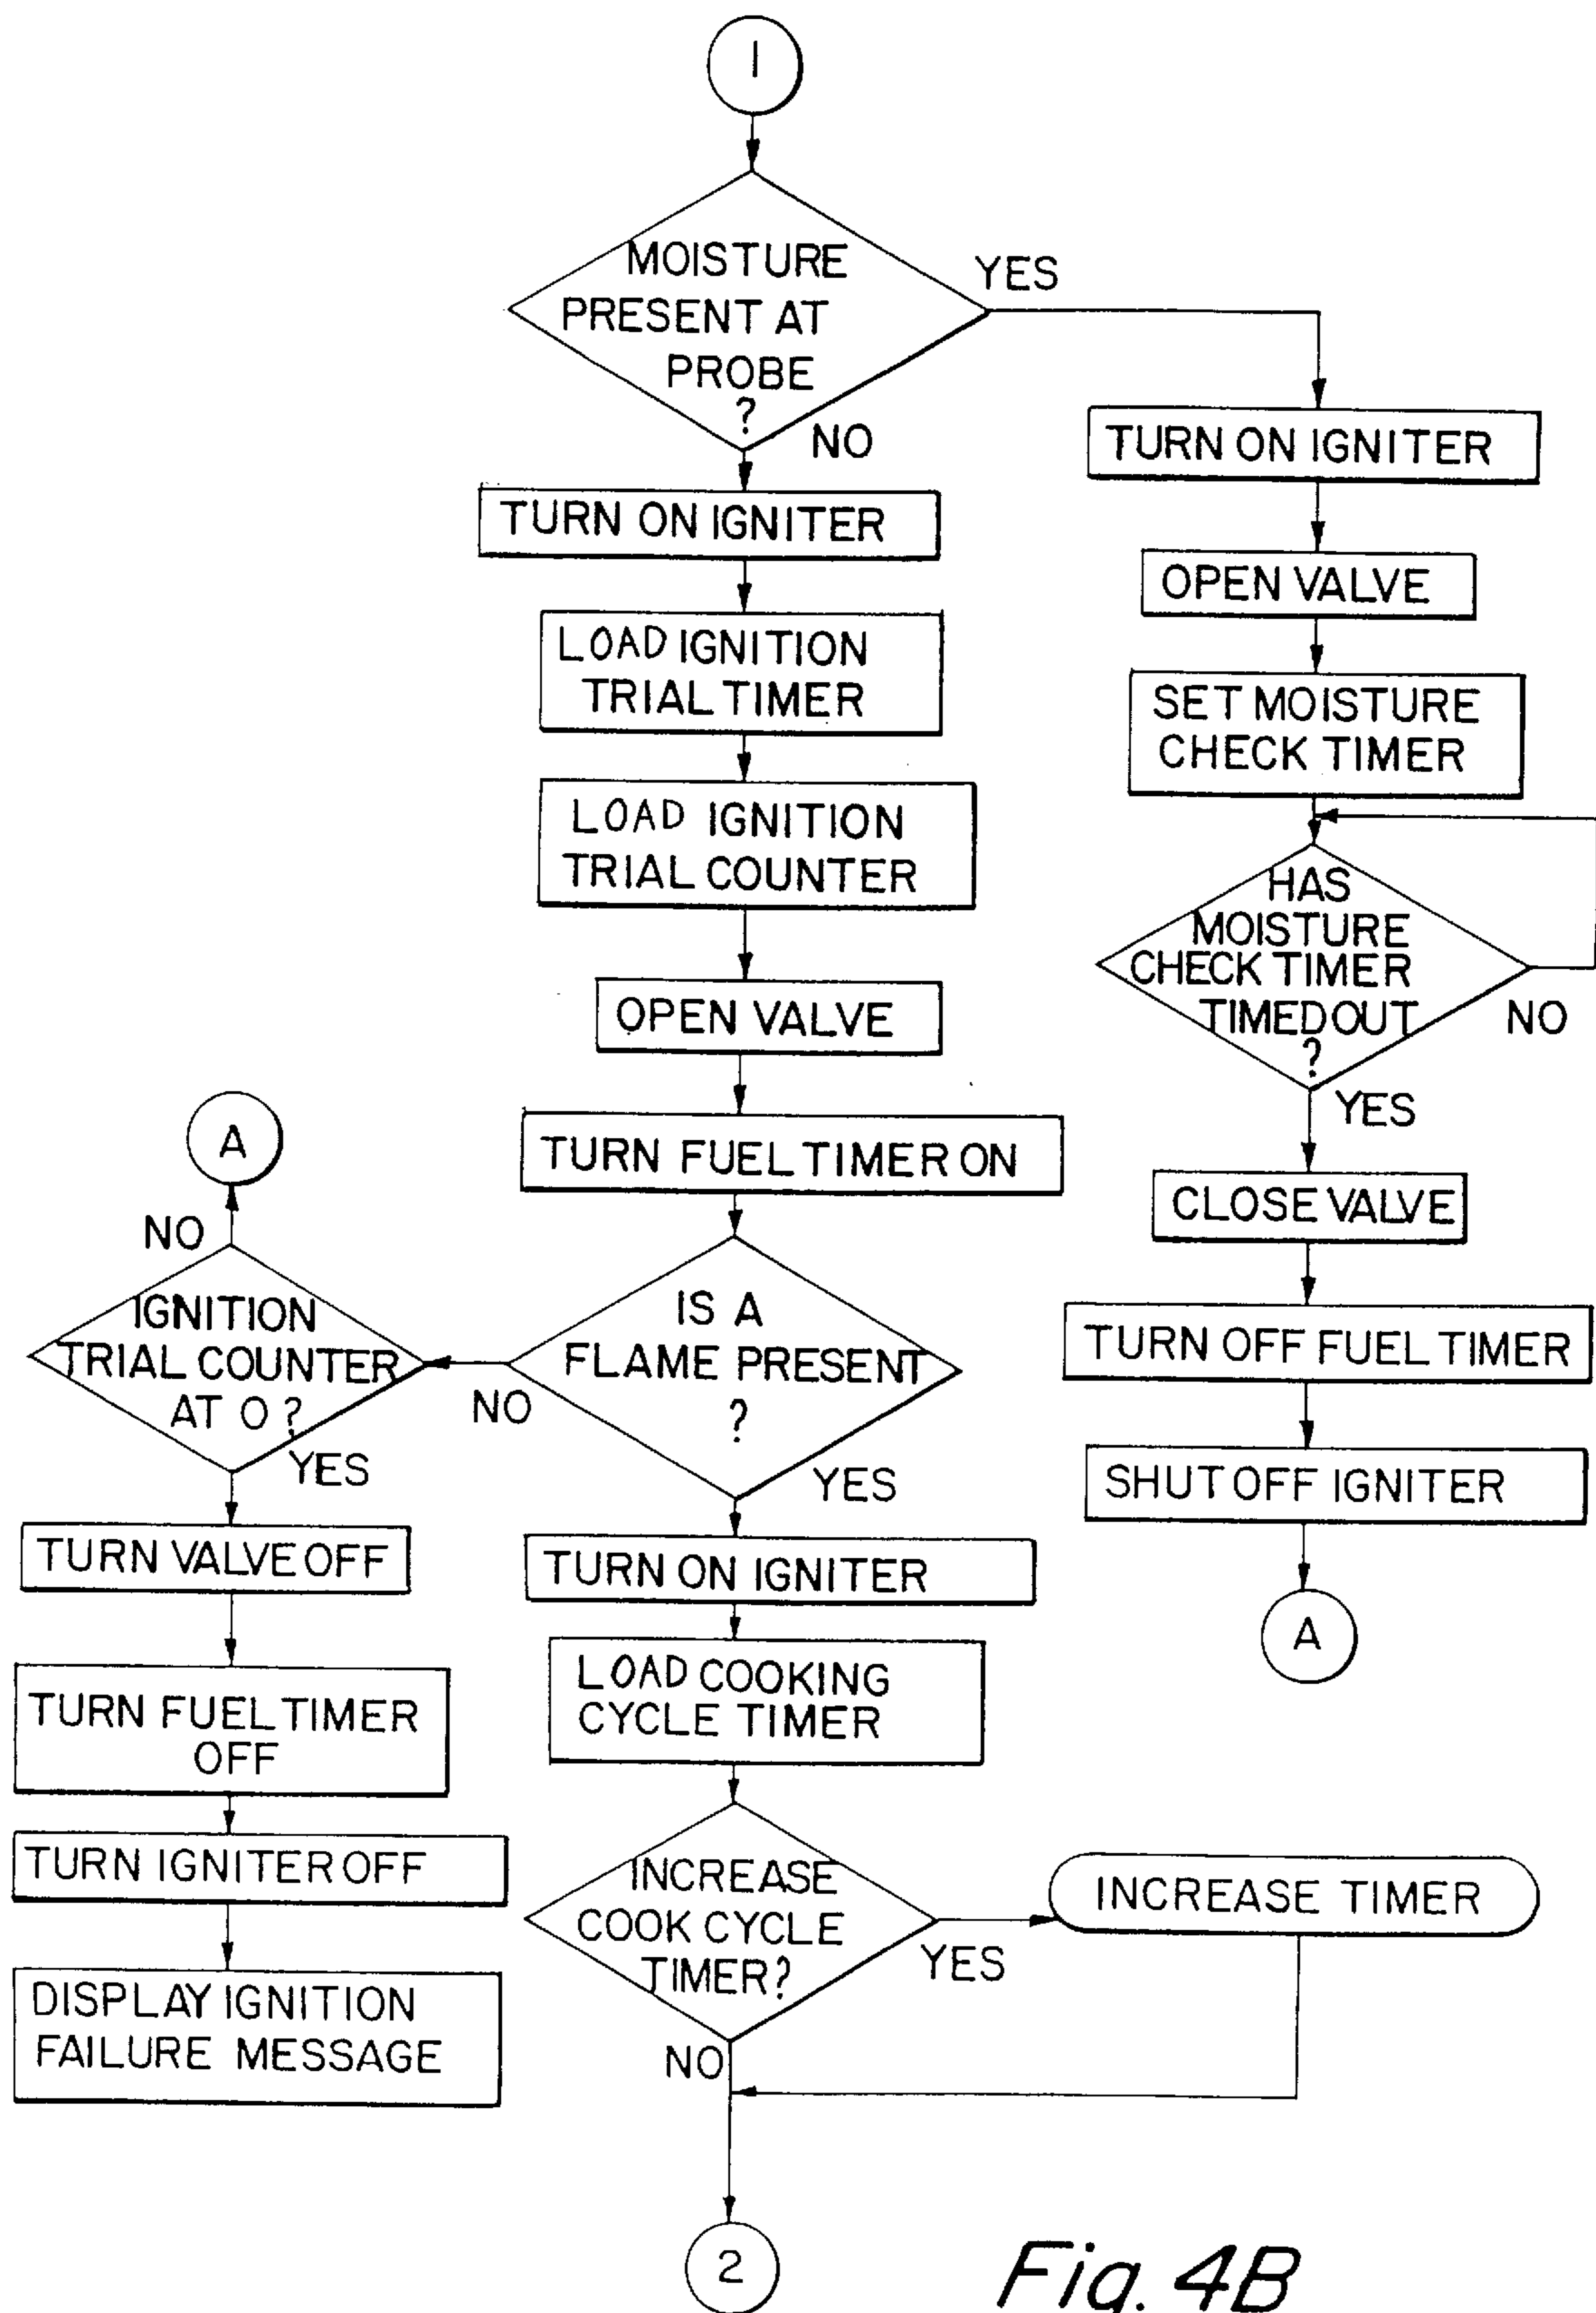 1
MOISTURE
PRESENT AT
PROBE
?
YES
NO
TURN ON IGNITER
LOAD IGNITION
TRIAL TIMER
LOAD IGNITION
TRIAL COUNTER
OPEN VALVE
TURN FUEL TIMER ON
IS A
FLAME PRESENT
?
NO
YES
TURN ON IGNITER
OPEN VALVE
SET MOISTURE
CHECK TIMER
HAS
MOISTURE
CHECK TIMER
TIMED OUT
?
NO
YES
CLOSE VALVE
TURN OFF FUEL TIMER
SHUT OFF IGNITER
A
A
NO
IGNITION
TRIAL COUNTER
AT 0 ?
YES
TURN VALVE OFF
TURN FUEL TIMER
OFF
TURN IGNITER OFF
DISPLAY IGNITION
FAILURE MESSAGE
TURN ON IGNITER
LOAD COOKING
CYCLE TIMER
INCREASE
COOK CYCLE
TIMER?
YES
INCREASE TIMER
NO
2
Fig. 4B